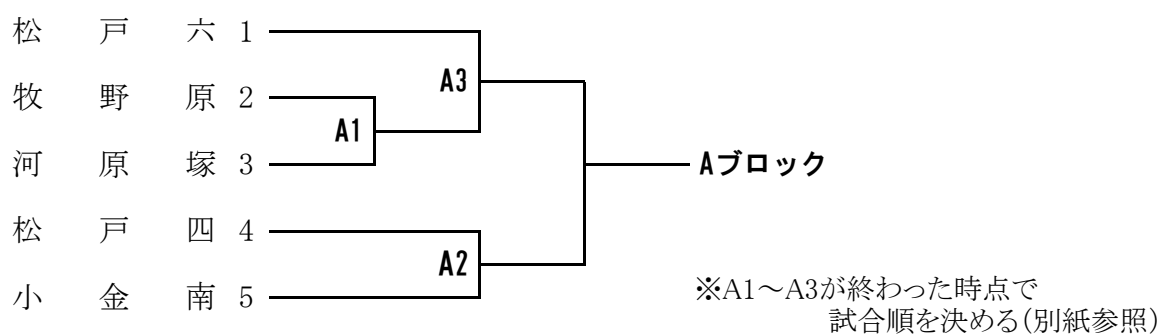 松戸六 1
A3
牧野原 2
A1
河原塚 3
Aブロック
松戸四 4
A2
小金南 5
※A1～A3が終わった時点で
試合順を決める(別紙参照)